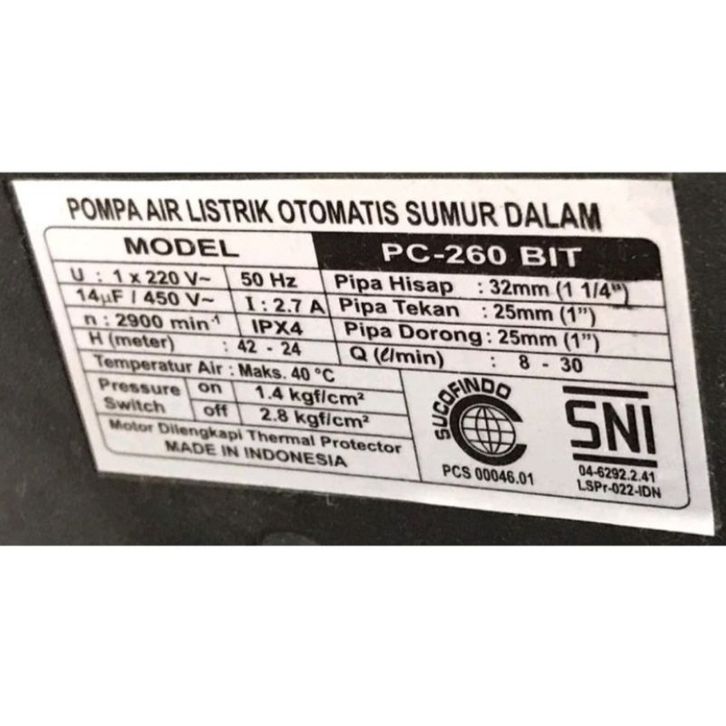 POMPA AIR LISTRIK OTOMATIS SUMUR DALAM
MODEL PC-260 BIT
U : 1 x 220 V~ 50 Hz Pipa Hisap : 32mm (1 1/4")
14µF / 450 V~ I : 2.7 A Pipa Tekan : 25mm (1")
n : 2900 min⁻¹ IPX4 Pipa Dorong : 25mm (1")
H (meter) : 42 - 24 Q (ℓ/min) : 8 - 30
Temperatur Air : Maks. 40 °C
Pressure Switch on 1.4 kgf/cm²
off 2.8 kgf/cm²
Motor Dilengkapi Thermal Protector
MADE IN INDONESIA
SUCOFINDO
PCS 00046.01
SNI
04-6292.2.41
LSPr-022-IDN